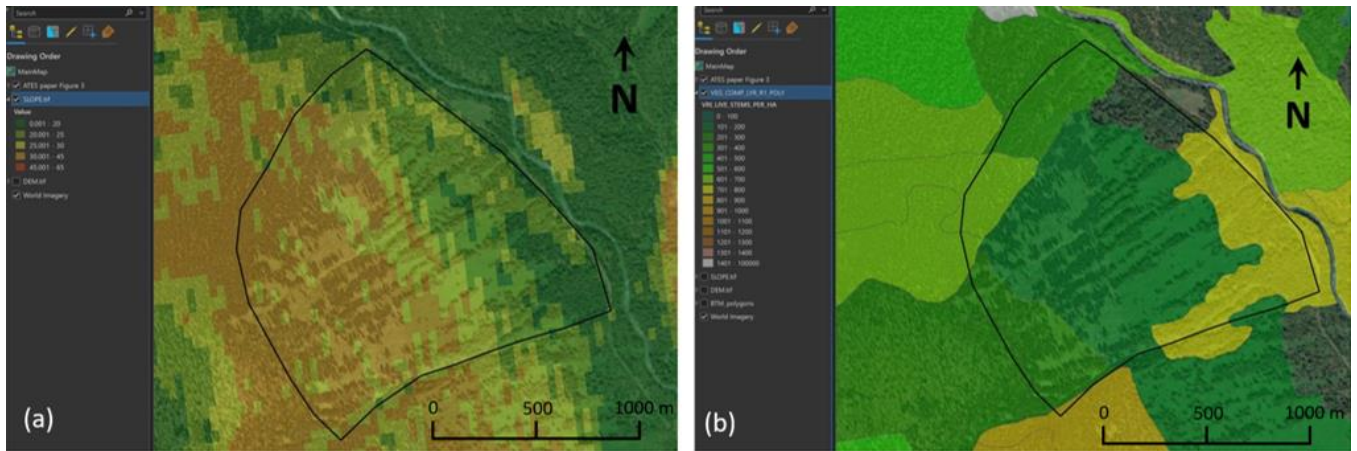 Search
Drawing Order
MainMap
ATES paper Figure 3
SLOPE.tif
Value
0.001 - 20
20.001 - 25
25.001 - 30
30.001 - 45
45.001 - 65
DEM.tif
World Imagery
N
(a)
0 500 1000 m
Search
Drawing Order
MainMap
ATES paper Figure 3
VEG_COMP_LYR_R1_POLY
VRI_LIVE_STEMS_PER_HA
0 - 100
101 - 200
201 - 300
301 - 400
401 - 500
501 - 600
601 - 700
701 - 800
801 - 900
901 - 1000
1001 - 1100
1101 - 1200
1201 - 1300
1301 - 1400
1401 - 100000
SLOPE.tif
DEM.tif
BTM_polygons
World Imagery
N
(b)
0 500 1000 m